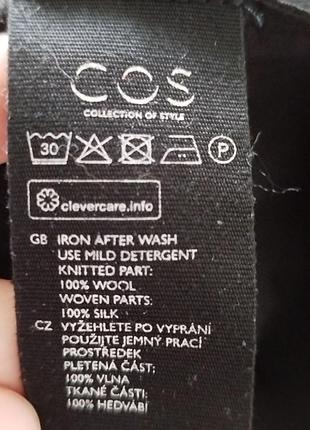 COS
COLLECTION OF STYLE
30 P
clevercare.info
GB IRON AFTER WASH
USE MILD DETERGENT
KNITTED PART:
100% WOOL
WOVEN PARTS:
100% SILK
CZ VYŽEHLETE PO VYPRÁNÍ
POUŽIJTE JEMNÝ PRACÍ
PROSTŘEDEK
PLETENÁ ČÁST:
100% VLNA
TKANÉ ČÁSTI:
100% HEDVÁBÍ